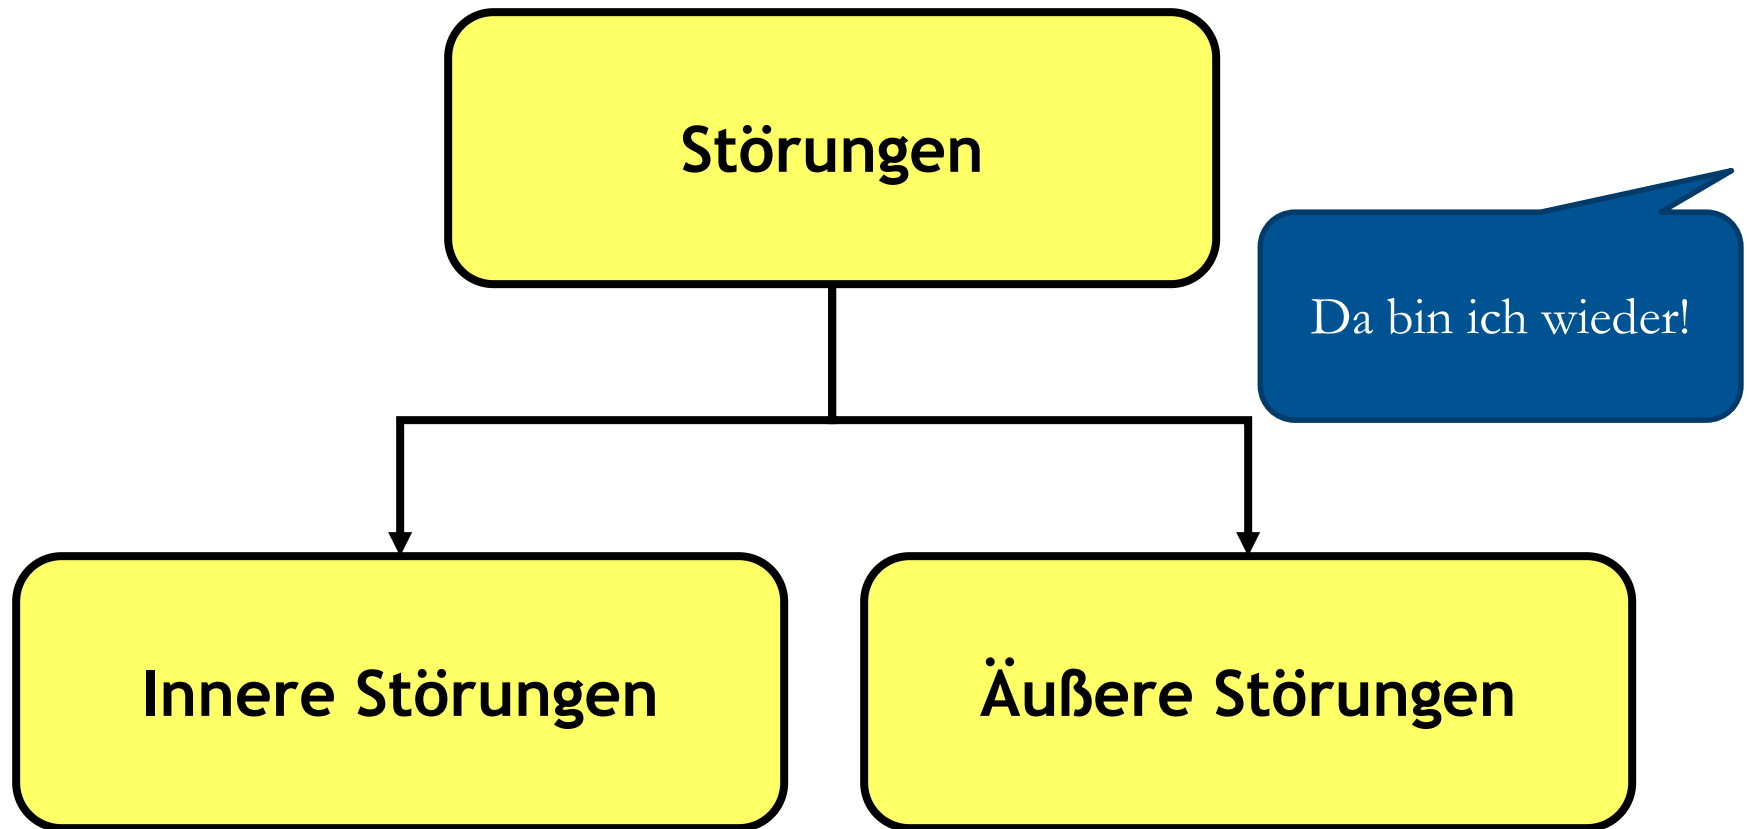 Störungen
Da bin ich wieder!
Innere Störungen
Äußere Störungen